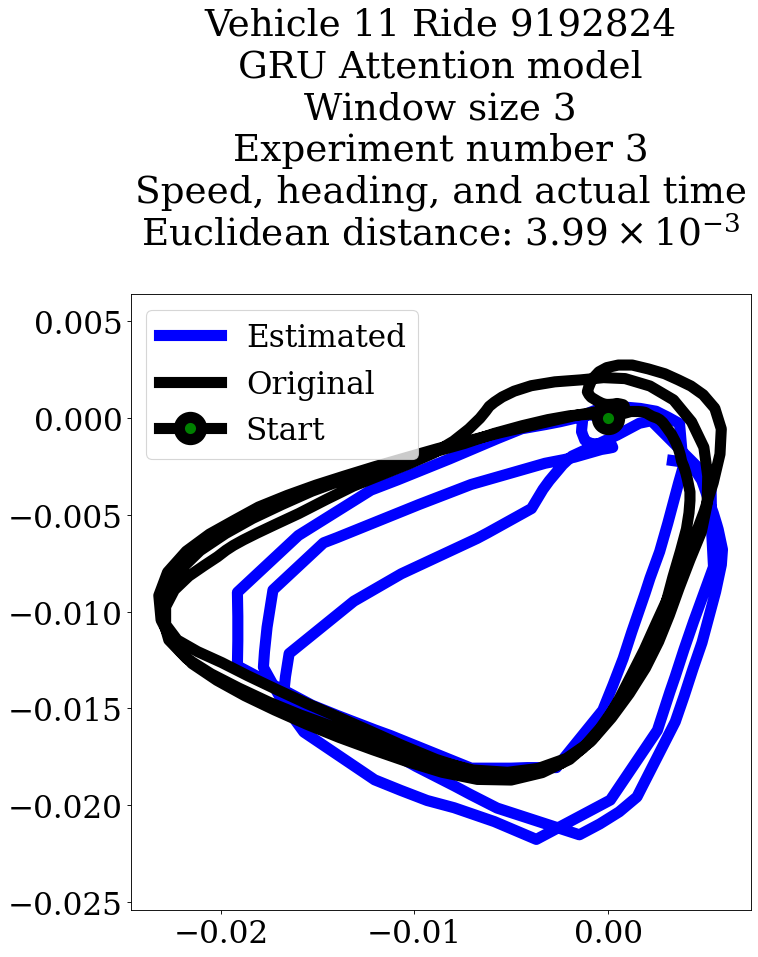 Vehicle 11 Ride 9192824
GRU Attention model
Window size 3
Experiment number 3
Speed, heading, and actual time
Euclidean distance: 3.99 × 10⁻³
Estimated
Original
Start
0.005
0.000
−0.005
−0.010
−0.015
−0.020
−0.025
−0.02
−0.01
0.00